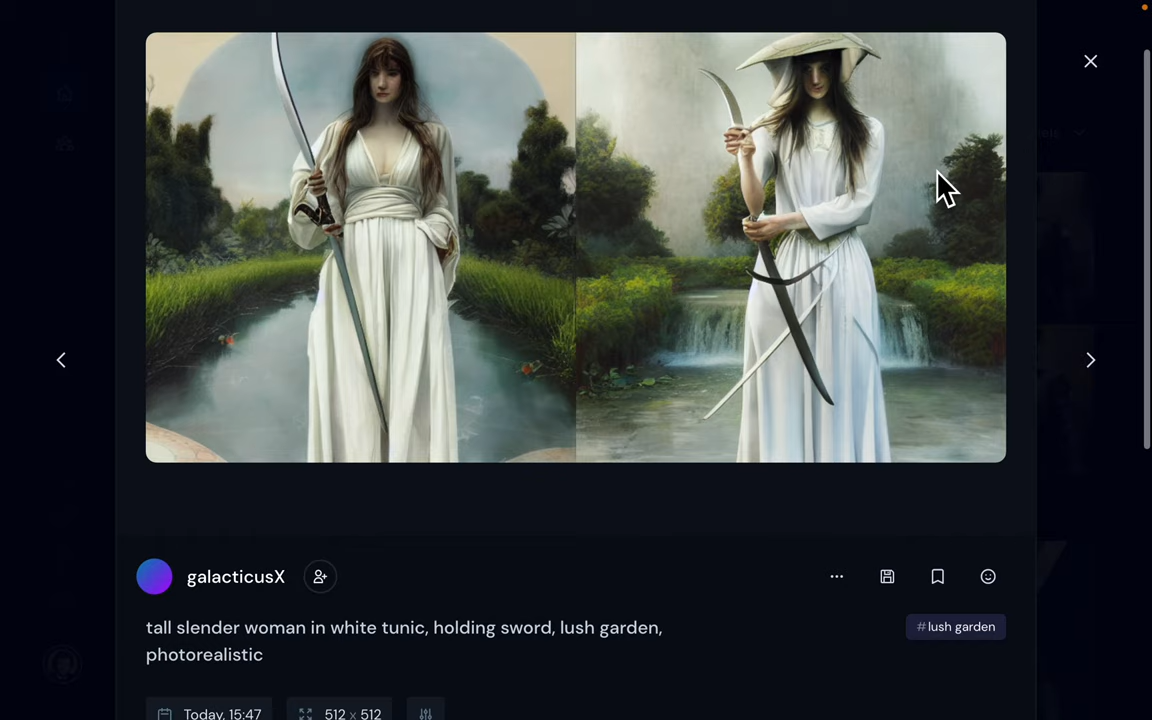 galacticusX
tall slender woman in white tunic, holding sword, lush garden,
photorealistic
#lush garden
Today, 15:47
512 x 512